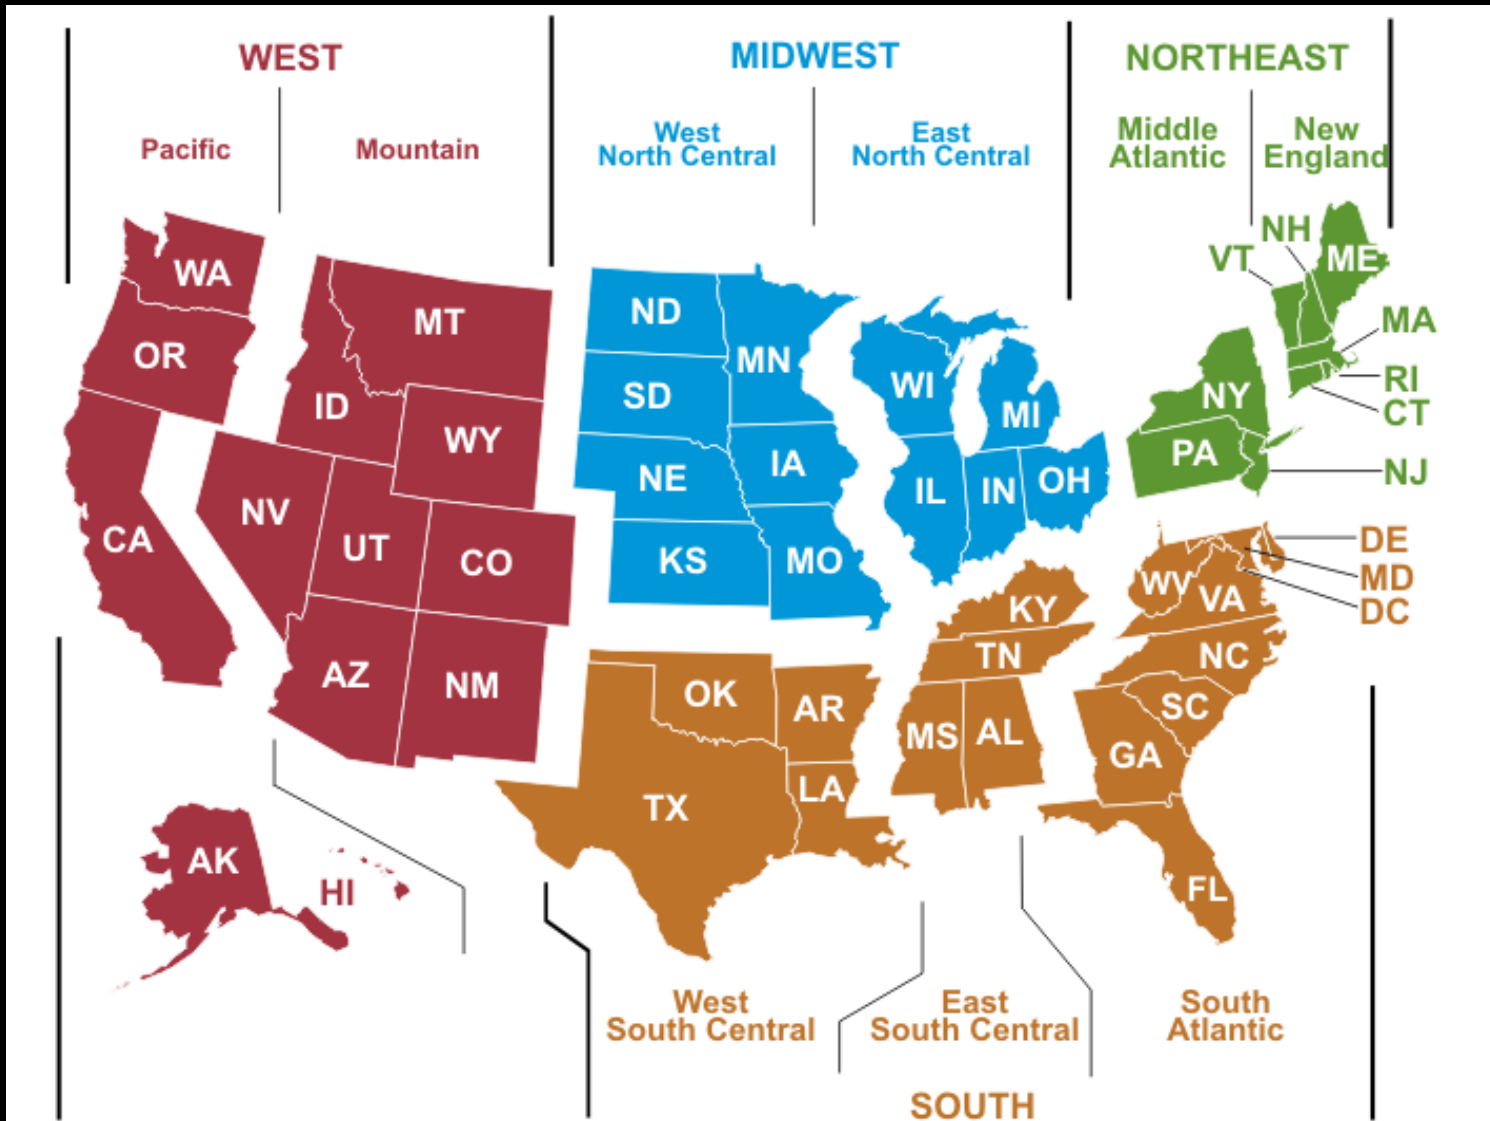 WEST
MIDWEST
NORTHEAST
Pacific
Mountain
West
North Central
East
North Central
Middle
Atlantic
New
England
NH
VT
ME
WA
MT
ND
MN
MA
OR
ID
SD
WI
MI
NY
RI
CT
WY
NE
IA
IL
IN
OH
PA
NJ
NV
CA
UT
CO
KS
MO
DE
MD
DC
WV
VA
KY
TN
NC
AZ
NM
OK
AR
MS
AL
SC
GA
TX
LA
AK
HI
FL
West
South Central
East
South Central
South
Atlantic
SOUTH